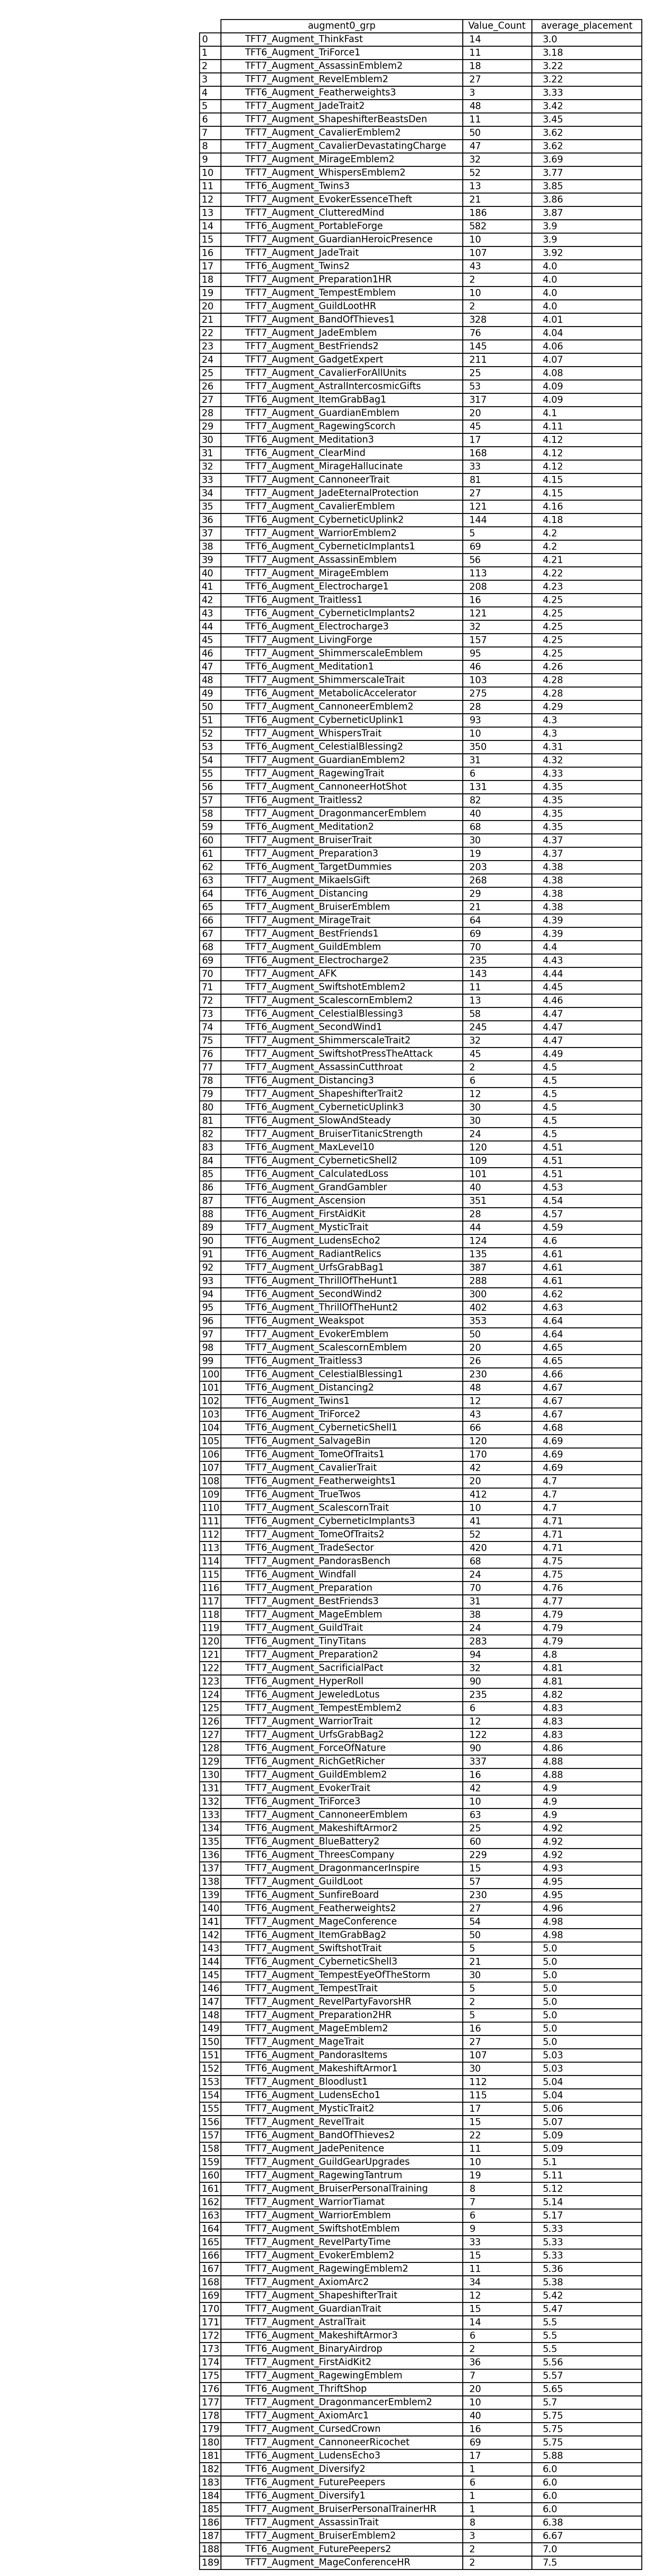 augment0_grp Value_Count average_placement
0 TFT7_Augment_ThinkFast 14 3.0
1 TFT6_Augment_TriForce1 11 3.18
2 TFT7_Augment_AssassinEmblem2 18 3.22
3 TFT7_Augment_RevelEmblem2 27 3.22
4 TFT6_Augment_Featherweights3 3 3.33
5 TFT7_Augment_JadeTrait2 48 3.42
6 TFT7_Augment_ShapeshifterBeastsDen 11 3.45
7 TFT7_Augment_CavalierEmblem2 50 3.62
8 TFT7_Augment_CavalierDevastatingCharge 47 3.62
9 TFT7_Augment_MirageEmblem2 32 3.69
10 TFT7_Augment_WhispersEmblem2 52 3.77
11 TFT6_Augment_Twins3 13 3.85
12 TFT7_Augment_EvokerEssenceTheft 21 3.86
13 TFT7_Augment_ClutteredMind 186 3.87
14 TFT6_Augment_PortableForge 582 3.9
15 TFT7_Augment_GuardianHeroicPresence 10 3.9
16 TFT7_Augment_JadeTrait 107 3.92
17 TFT6_Augment_Twins2 43 4.0
18 TFT7_Augment_Preparation1HR 2 4.0
19 TFT7_Augment_TempestEmblem 10 4.0
20 TFT7_Augment_GuildLootHR 2 4.0
21 TFT7_Augment_BandOfThieves1 328 4.01
22 TFT7_Augment_JadeEmblem 76 4.04
23 TFT7_Augment_BestFriends2 145 4.06
24 TFT7_Augment_GadgetExpert 211 4.07
25 TFT7_Augment_CavalierForAllUnits 25 4.08
26 TFT7_Augment_AstralIntercosmicGifts 53 4.09
27 TFT6_Augment_ItemGrabBag1 317 4.09
28 TFT7_Augment_GuardianEmblem 20 4.1
29 TFT7_Augment_RagewingScorch 45 4.11
30 TFT6_Augment_Meditation3 17 4.12
31 TFT6_Augment_ClearMind 168 4.12
32 TFT7_Augment_MirageHallucinate 33 4.12
33 TFT7_Augment_CannoneerTrait 81 4.15
34 TFT7_Augment_JadeEternalProtection 27 4.15
35 TFT7_Augment_CavalierEmblem 121 4.16
36 TFT6_Augment_CyberneticUplink2 144 4.18
37 TFT7_Augment_WarriorEmblem2 5 4.2
38 TFT6_Augment_CyberneticImplants1 69 4.2
39 TFT7_Augment_AssassinEmblem 56 4.21
40 TFT7_Augment_MirageEmblem 113 4.22
41 TFT6_Augment_Electrocharge1 208 4.23
42 TFT6_Augment_Traitless1 16 4.25
43 TFT6_Augment_CyberneticImplants2 121 4.25
44 TFT6_Augment_Electrocharge3 32 4.25
45 TFT7_Augment_LivingForge 157 4.25
46 TFT7_Augment_ShimmerscaleEmblem 95 4.25
47 TFT6_Augment_Meditation1 46 4.26
48 TFT7_Augment_ShimmerscaleTrait 103 4.28
49 TFT6_Augment_MetabolicAccelerator 275 4.28
50 TFT7_Augment_CannoneerEmblem2 28 4.29
51 TFT6_Augment_CyberneticUplink1 93 4.3
52 TFT7_Augment_WhispersTrait 10 4.3
53 TFT6_Augment_CelestialBlessing2 350 4.31
54 TFT7_Augment_GuardianEmblem2 31 4.32
55 TFT7_Augment_RagewingTrait 6 4.33
56 TFT7_Augment_CannoneerHotShot 131 4.35
57 TFT6_Augment_Traitless2 82 4.35
58 TFT7_Augment_DragonmancerEmblem 40 4.35
59 TFT6_Augment_Meditation2 68 4.35
60 TFT7_Augment_BruiserTrait 30 4.37
61 TFT7_Augment_Preparation3 19 4.37
62 TFT6_Augment_TargetDummies 203 4.38
63 TFT7_Augment_MikaelsGift 268 4.38
64 TFT6_Augment_Distancing 29 4.38
65 TFT7_Augment_BruiserEmblem 21 4.38
66 TFT7_Augment_MirageTrait 64 4.39
67 TFT7_Augment_BestFriends1 69 4.39
68 TFT7_Augment_GuildEmblem 70 4.4
69 TFT6_Augment_Electrocharge2 235 4.43
70 TFT7_Augment_AFK 143 4.44
71 TFT7_Augment_SwiftshotEmblem2 11 4.45
72 TFT7_Augment_ScalescornEmblem2 13 4.46
73 TFT6_Augment_CelestialBlessing3 58 4.47
74 TFT6_Augment_SecondWind1 245 4.47
75 TFT7_Augment_ShimmerscaleTrait2 32 4.47
76 TFT7_Augment_SwiftshotPressTheAttack 45 4.49
77 TFT7_Augment_AssassinCutthroat 2 4.5
78 TFT6_Augment_Distancing3 6 4.5
79 TFT7_Augment_ShapeshifterTrait2 12 4.5
80 TFT6_Augment_CyberneticUplink3 30 4.5
81 TFT6_Augment_SlowAndSteady 30 4.5
82 TFT7_Augment_BruiserTitanicStrength 24 4.5
83 TFT6_Augment_MaxLevel10 120 4.51
84 TFT6_Augment_CyberneticShell2 109 4.51
85 TFT6_Augment_CalculatedLoss 101 4.51
86 TFT6_Augment_GrandGambler 40 4.53
87 TFT6_Augment_Ascension 351 4.54
88 TFT6_Augment_FirstAidKit 28 4.57
89 TFT7_Augment_MysticTrait 44 4.59
90 TFT6_Augment_LudensEcho2 124 4.6
91 TFT6_Augment_RadiantRelics 135 4.61
92 TFT7_Augment_UrfsGrabBag1 387 4.61
93 TFT6_Augment_ThrillOfTheHunt1 288 4.61
94 TFT6_Augment_SecondWind2 300 4.62
95 TFT6_Augment_ThrillOfTheHunt2 402 4.63
96 TFT6_Augment_Weakspot 353 4.64
97 TFT7_Augment_EvokerEmblem 50 4.64
98 TFT7_Augment_ScalescornEmblem 20 4.65
99 TFT6_Augment_Traitless3 26 4.65
100 TFT6_Augment_CelestialBlessing1 230 4.66
101 TFT6_Augment_Distancing2 48 4.67
102 TFT6_Augment_Twins1 12 4.67
103 TFT6_Augment_TriForce2 43 4.67
104 TFT6_Augment_CyberneticShell1 66 4.68
105 TFT6_Augment_SalvageBin 120 4.69
106 TFT6_Augment_TomeOfTraits1 170 4.69
107 TFT7_Augment_CavalierTrait 42 4.69
108 TFT6_Augment_Featherweights1 20 4.7
109 TFT6_Augment_TrueTwos 412 4.7
110 TFT7_Augment_ScalescornTrait 10 4.7
111 TFT6_Augment_CyberneticImplants3 41 4.71
112 TFT7_Augment_TomeOfTraits2 52 4.71
113 TFT6_Augment_TradeSector 420 4.71
114 TFT7_Augment_PandorasBench 68 4.75
115 TFT6_Augment_Windfall 24 4.75
116 TFT7_Augment_Preparation 70 4.76
117 TFT7_Augment_BestFriends3 31 4.77
118 TFT7_Augment_MageEmblem 38 4.79
119 TFT7_Augment_GuildTrait 24 4.79
120 TFT6_Augment_TinyTitans 283 4.79
121 TFT7_Augment_Preparation2 94 4.8
122 TFT7_Augment_SacrificialPact 32 4.81
123 TFT6_Augment_HyperRoll 90 4.81
124 TFT6_Augment_JeweledLotus 235 4.82
125 TFT7_Augment_TempestEmblem2 6 4.83
126 TFT7_Augment_WarriorTrait 12 4.83
127 TFT7_Augment_UrfsGrabBag2 122 4.83
128 TFT6_Augment_ForceOfNature 90 4.86
129 TFT6_Augment_RichGetRicher 337 4.88
130 TFT7_Augment_GuildEmblem2 16 4.88
131 TFT7_Augment_EvokerTrait 42 4.9
132 TFT6_Augment_TriForce3 10 4.9
133 TFT7_Augment_CannoneerEmblem 63 4.9
134 TFT6_Augment_MakeshiftArmor2 25 4.92
135 TFT6_Augment_BlueBattery2 60 4.92
136 TFT6_Augment_ThreesCompany 229 4.92
137 TFT7_Augment_DragonmancerInspire 15 4.93
138 TFT7_Augment_GuildLoot 57 4.95
139 TFT6_Augment_SunfireBoard 230 4.95
140 TFT6_Augment_Featherweights2 27 4.96
141 TFT7_Augment_MageConference 54 4.98
142 TFT6_Augment_ItemGrabBag2 50 4.98
143 TFT7_Augment_SwiftshotTrait 5 5.0
144 TFT6_Augment_CyberneticShell3 21 5.0
145 TFT7_Augment_TempestEyeOfTheStorm 30 5.0
146 TFT7_Augment_TempestTrait 5 5.0
147 TFT7_Augment_RevelPartyFavorsHR 2 5.0
148 TFT7_Augment_Preparation2HR 5 5.0
149 TFT7_Augment_MageEmblem2 16 5.0
150 TFT7_Augment_MageTrait 27 5.0
151 TFT6_Augment_PandorasItems 107 5.03
152 TFT6_Augment_MakeshiftArmor1 30 5.03
153 TFT7_Augment_Bloodlust1 112 5.04
154 TFT6_Augment_LudensEcho1 115 5.04
155 TFT7_Augment_MysticTrait2 17 5.06
156 TFT7_Augment_RevelTrait 15 5.07
157 TFT6_Augment_BandOfThieves2 22 5.09
158 TFT7_Augment_JadePenitence 11 5.09
159 TFT7_Augment_GuildGearUpgrades 10 5.1
160 TFT7_Augment_RagewingTantrum 19 5.11
161 TFT7_Augment_BruiserPersonalTraining 8 5.12
162 TFT7_Augment_WarriorTiamat 7 5.14
163 TFT7_Augment_WarriorEmblem 6 5.17
164 TFT7_Augment_SwiftshotEmblem 9 5.33
165 TFT7_Augment_RevelPartyTime 33 5.33
166 TFT7_Augment_EvokerEmblem2 15 5.33
167 TFT7_Augment_RagewingEmblem2 11 5.36
168 TFT7_Augment_AxiomArc2 34 5.38
169 TFT7_Augment_ShapeshifterTrait 12 5.42
170 TFT7_Augment_GuardianTrait 15 5.47
171 TFT7_Augment_AstralTrait 14 5.5
172 TFT6_Augment_MakeshiftArmor3 6 5.5
173 TFT6_Augment_BinaryAirdrop 2 5.5
174 TFT7_Augment_FirstAidKit2 36 5.56
175 TFT7_Augment_RagewingEmblem 7 5.57
176 TFT6_Augment_ThriftShop 20 5.65
177 TFT7_Augment_DragonmancerEmblem2 10 5.7
178 TFT7_Augment_AxiomArc1 40 5.75
179 TFT7_Augment_CursedCrown 16 5.75
180 TFT7_Augment_CannoneerRicochet 69 5.75
181 TFT6_Augment_LudensEcho3 17 5.88
182 TFT6_Augment_Diversify2 1 6.0
183 TFT6_Augment_FuturePeepers 6 6.0
184 TFT6_Augment_Diversify1 1 6.0
185 TFT7_Augment_BruiserPersonalTrainerHR 1 6.0
186 TFT7_Augment_AssassinTrait 8 6.38
187 TFT7_Augment_BruiserEmblem2 3 6.67
188 TFT6_Augment_FuturePeepers2 2 7.0
189 TFT7_Augment_MageConferenceHR 2 7.5